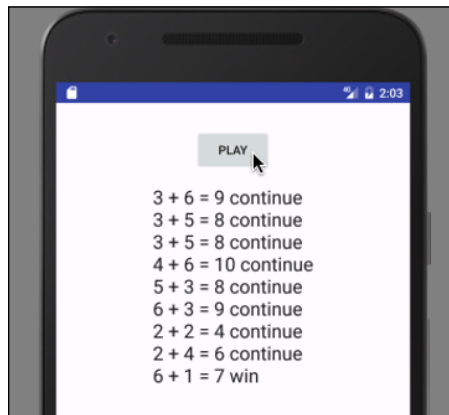 4G 2:03
PLAY
3 + 6 = 9 continue
3 + 5 = 8 continue
3 + 5 = 8 continue
4 + 6 = 10 continue
5 + 3 = 8 continue
6 + 3 = 9 continue
2 + 2 = 4 continue
2 + 4 = 6 continue
6 + 1 = 7 win